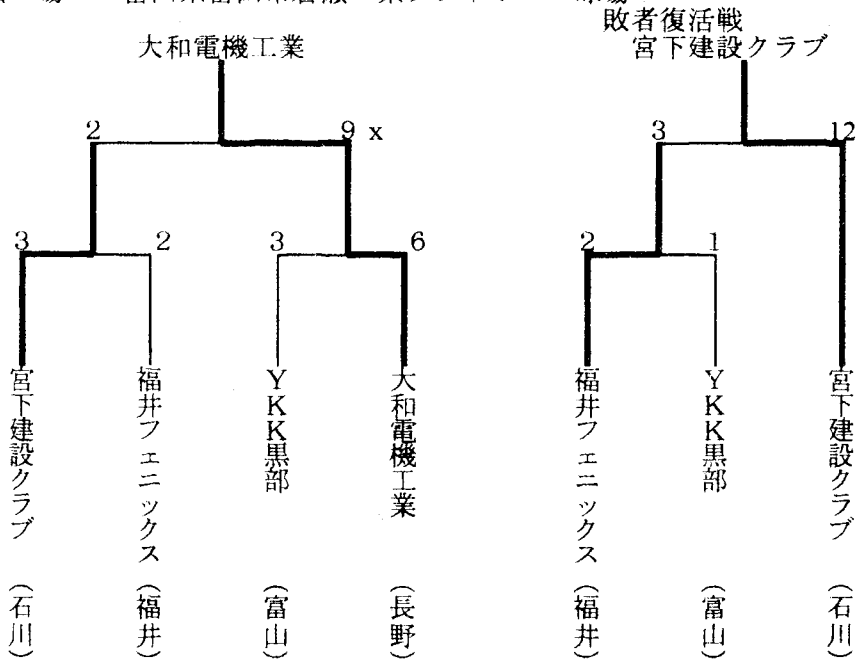 敗者復活戦
大和電機工業
宮下建設クラブ
2
9 x
3
12
3
2
3
6
2
1
宮下建設クラブ(石川)
福井フェニックス(福井)
YKK黒部(富山)
大和電機工業(長野)
福井フェニックス(福井)
YKK黒部(富山)
宮下建設クラブ(石川)